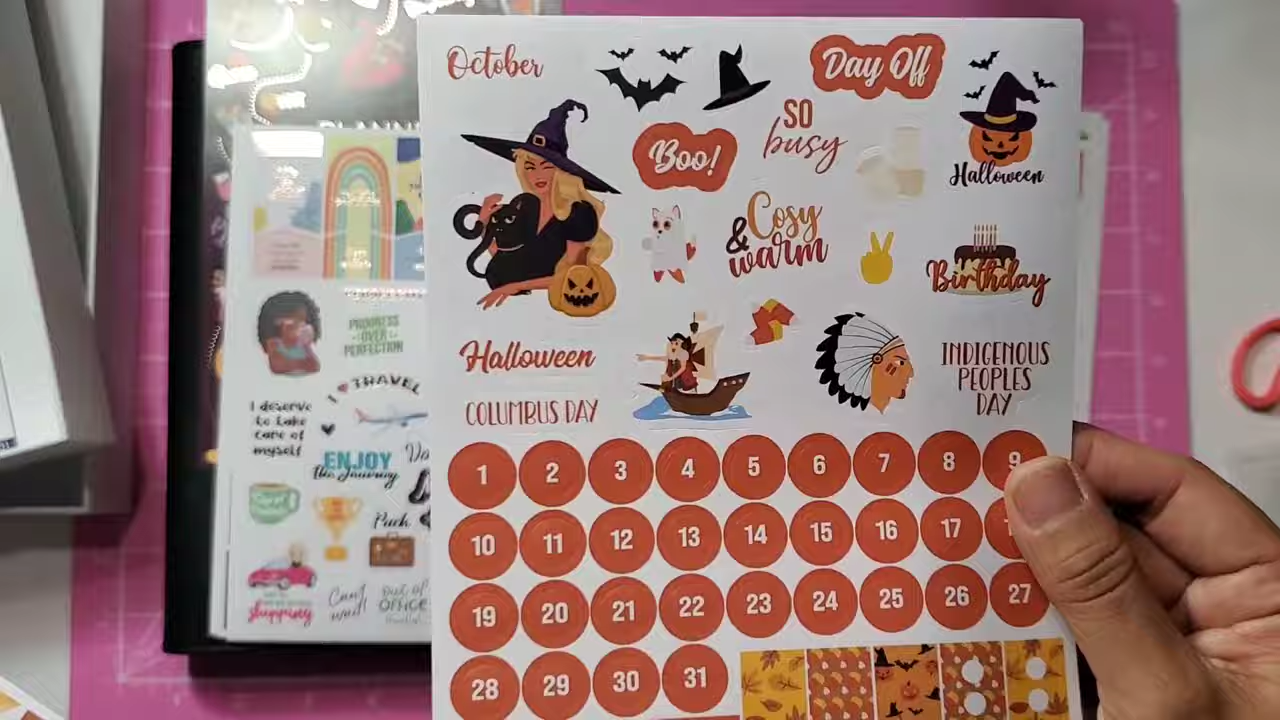 October
Day Off
SO
busy
Boo!
Halloween
Cosy
& warm
Birthday
Halloween
COLUMBUS DAY
INDIGENOUS
PEOPLES
DAY
1 2 3 4 5 6 7 8 9
10 11 12 13 14 15 16 17
19 20 21 22 23 24 25 26 27
28 29 30 31
PROGRESS
OVER
PERFECTION
I TRAVEL
I deserve
to take
care of
myself
ENJOY
the Journey
Pack
shopping
Can't
wait!
OUT OF
OFFICE